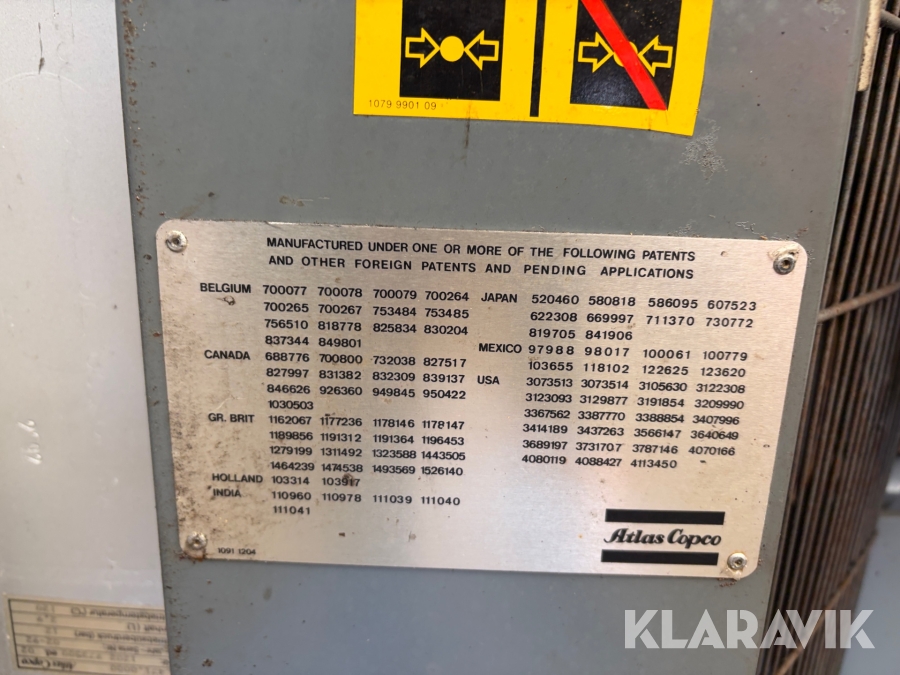 1079 9901 09
MANUFACTURED UNDER ONE OR MORE OF THE FOLLOWING PATENTS
AND OTHER FOREIGN PATENTS AND PENDING APPLICATIONS
BELGIUM 700077 700078 700079 700264
700265 700267 753484 753485
756510 818778 825834 830204
837344 849801
CANADA 688776 700800 732038 827517
827997 831382 832309 839137
846626 926360 949845 950422
1030503
GR. BRIT 1162067 1177236 1178146 1178147
1189856 1191312 1191364 1196453
1279199 1311492 1323588 1443505
1464239 1474538 1493569 1526140
HOLLAND 103314 103917
INDIA 110960 110978 111039 111040
111041
JAPAN 520460 580818 586095 607523
622308 669997 711370 730772
819705 841906
MEXICO 97988 98017 100061 100779
103655 118102 122625 123620
USA 3073513 3073514 3105630 3122308
3123093 3129877 3191854 3209990
3367562 3387770 3388854 3407996
3414189 3437263 3566147 3640649
3689197 3731707 3787146 4070166
4080119 4088427 4113450
1091 1204
Atlas Copco
Atlas Copco
KLARAVIK